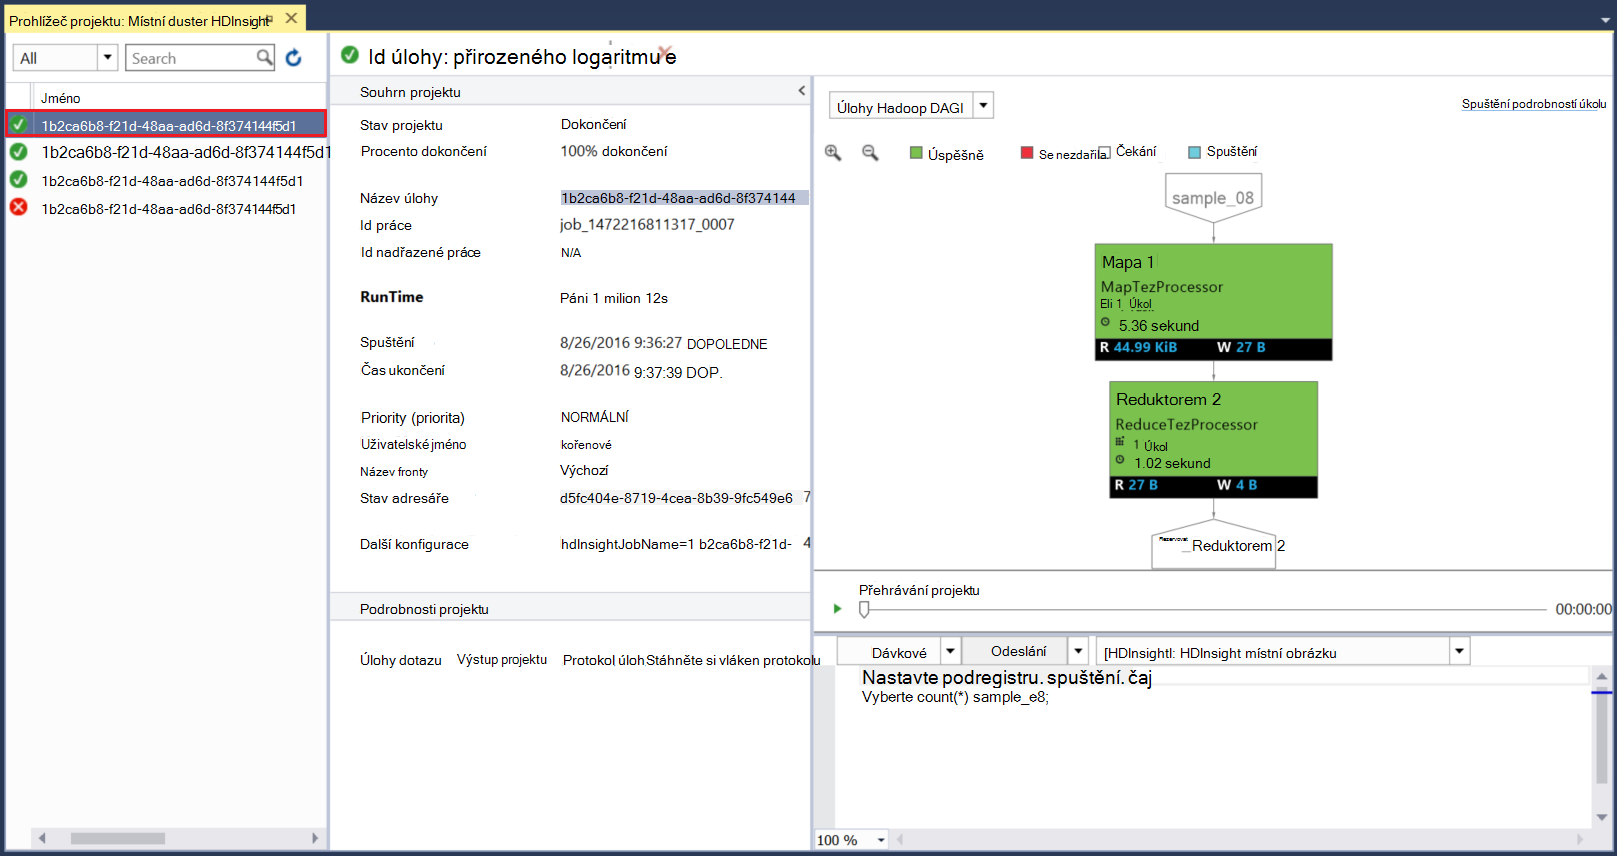 Prohlížeč projektu: Místní duster HDInsight
All
Search
Jméno
1b2ca6b8-f21d-48aa-ad6d-8f374144f5d1
1b2ca6b8-f21d-48aa-ad6d-8f374144f5d1
1b2ca6b8-f21d-48aa-ad6d-8f374144f5d1
1b2ca6b8-f21d-48aa-ad6d-8f374144f5d1
Id úlohy: přirozeného logaritmu e
Souhrn projektu
Stav projektu Dokončení
Procento dokončení 100% dokončení
Název úlohy 1b2ca6b8-f21d-48aa-ad6d-8f374144
Id práce job_1472216811317_0007
Id nadřazené práce N/A
RunTime Páni 1 milion 12s
Spuštění 8/26/2016 9:36:27 DOPOLEDNE
Čas ukončení 8/26/2016 9:37:39 DOP.
Priority (priorita) NORMÁLNÍ
Uživatelské jméno kořenové
Název fronty Výchozí
Stav adresáře d5fc404e-8719-4cea-8b39-9fc549e6 7
Další konfigurace hdInsightJobName=1 b2ca6b8-f21d- 4
Podrobnosti projektu
Úlohy dotazu Výstup projektu Protokol úloh Stáhněte si vláken protokolu
Úlohy Hadoop DAGI
Spuštění podrobností úkolu
Úspěšně Se nezdařila Čekání Spuštění
sample_08
Mapa 1
MapTezProcessor
Eli 1 Úkol
5.36 sekund
R 44.99 KiB W 27 B
Reduktorem 2
ReduceTezProcessor
1 Úkol
1.02 sekund
R 27 B W 4 B
Rezervovat
_Reduktorem 2
Přehrávání projektu
00:00:00
Dávkové Odeslání [HDInsightI: HDInsight místní obrázku
Nastavte podregistru. spuštění. čaj
Vyberte count(*) sample_e8;
100 %